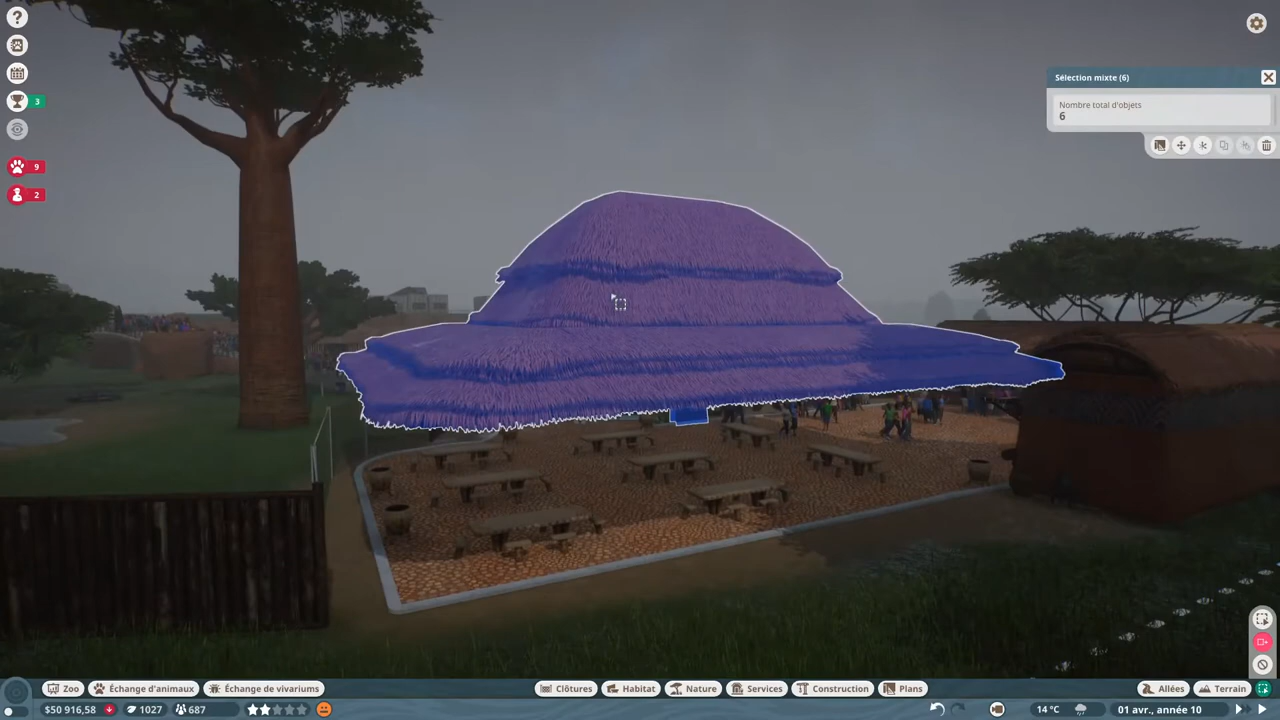 ?
3
9
2
Sélection mixte (6)
Nombre total d'objets
6
Zoo
Échange d'animaux
Échange de vivariums
Clôtures
Habitat
Nature
Services
Construction
Plans
Allées
Terrain
$50 916,58
1027
687
14 °C
01 avr., année 10